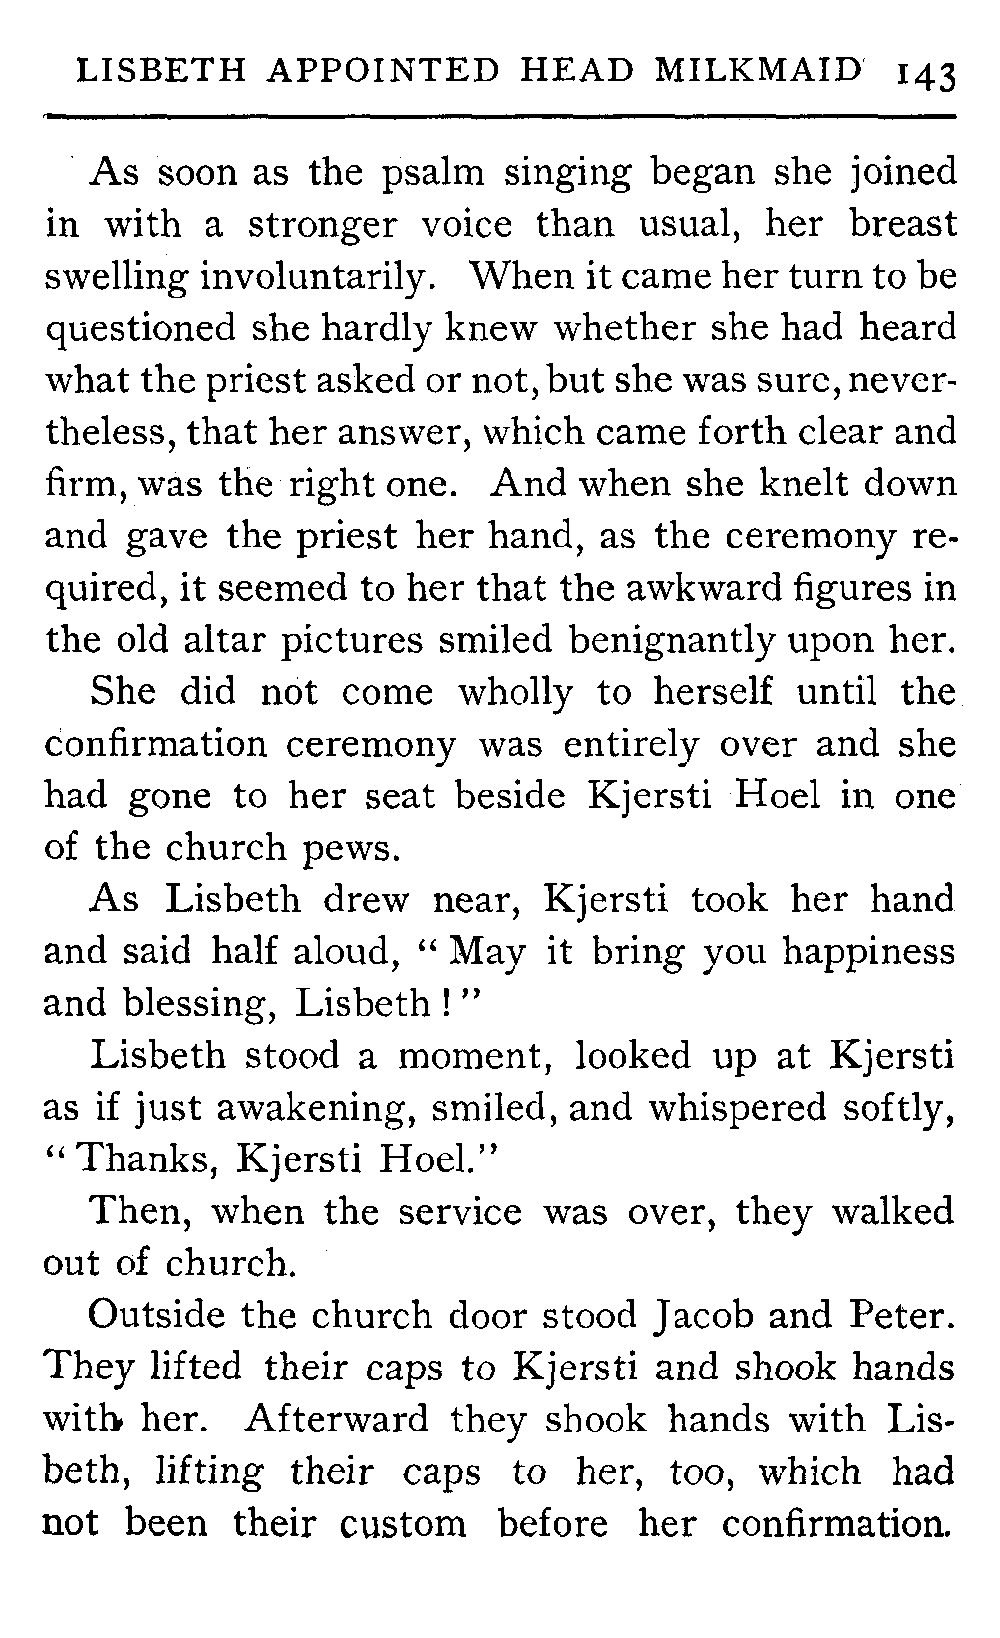 LISBETH APPOINTED HEAD MILKMAID 143
As soon as the psalm singing began she joined
in with a stronger voice than usual, her breast
swelling involuntarily. When it came her turn to be
questioned she hardly knew whether she had heard
what the priest asked or not, but she was sure, never-
theless, that her answer, which came forth clear and
firm, was the right one. And when she knelt down
and gave the priest her hand, as the ceremony re-
quired, it seemed to her that the awkward figures in
the old altar pictures smiled benignantly upon her.
She did not come wholly to herself until the
confirmation ceremony was entirely over and she
had gone to her seat beside Kjersti Hoel in one
of the church pews.
As Lisbeth drew near, Kjersti took her hand
and said half aloud, “ May it bring you happiness
and blessing, Lisbeth ! ”
Lisbeth stood a moment, looked up at Kjersti
as if just awakening, smiled, and whispered softly,
“ Thanks, Kjersti Hoel.”
Then, when the service was over, they walked
out of church.
Outside the church door stood Jacob and Peter.
They lifted their caps to Kjersti and shook hands
with her. Afterward they shook hands with Lis-
beth, lifting their caps to her, too, which had
not been their custom before her confirmation.